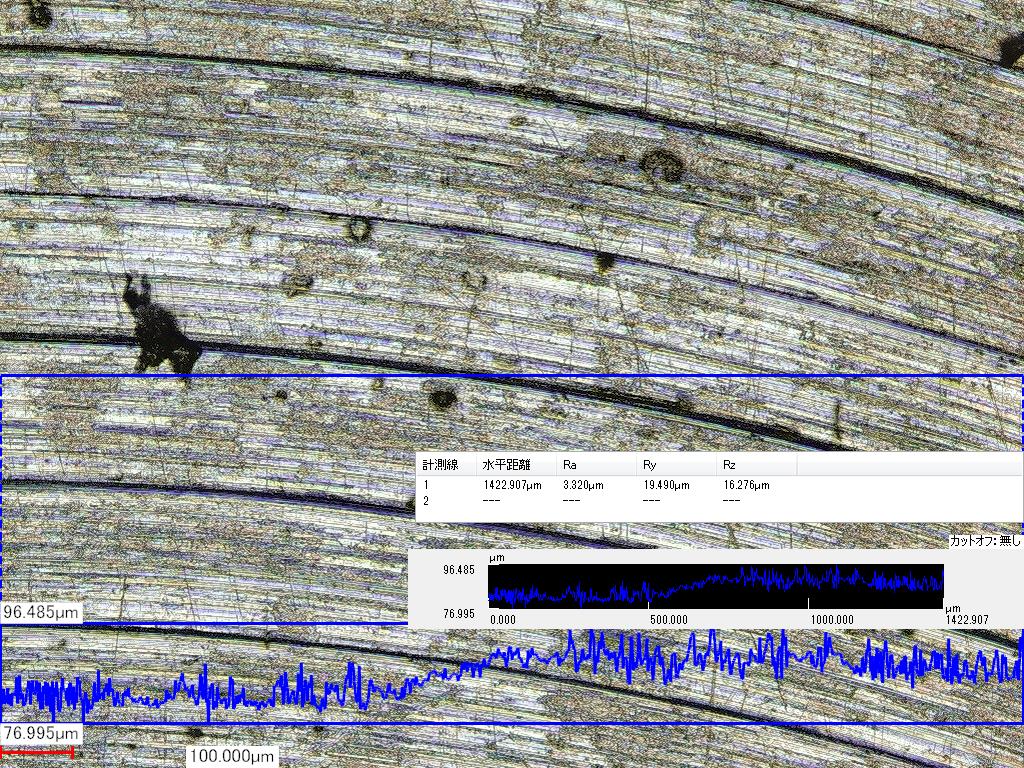 計測線 水平距離 Ra Ry Rz
1 1422.907μm 3.320μm 19.490μm 16.276μm
2 --- --- --- ---
カットオフ: 無し
μm
96.485
76.995
0.000 500.000 1000.000 1422.907
μm
96.485μm
76.995μm
100.000μm